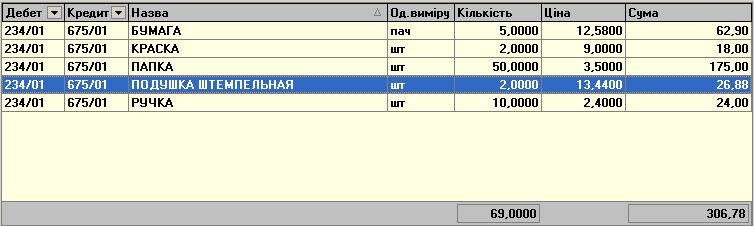 Дебет Кредит Назва Од.виміру Кількість Ціна Сума
234/01 675/01 БУМАГА пач 5,0000 12,5800 62,90
234/01 675/01 КРАСКА шт 2,0000 9,0000 18,00
234/01 675/01 ПАПКА шт 50,0000 3,5000 175,00
234/01 675/01 ПОДУШКА ШТЕМПЕЛЬНАЯ шт 2,0000 13,4400 26,88
234/01 675/01 РУЧКА шт 10,0000 2,4000 24,00
69,0000 306,78